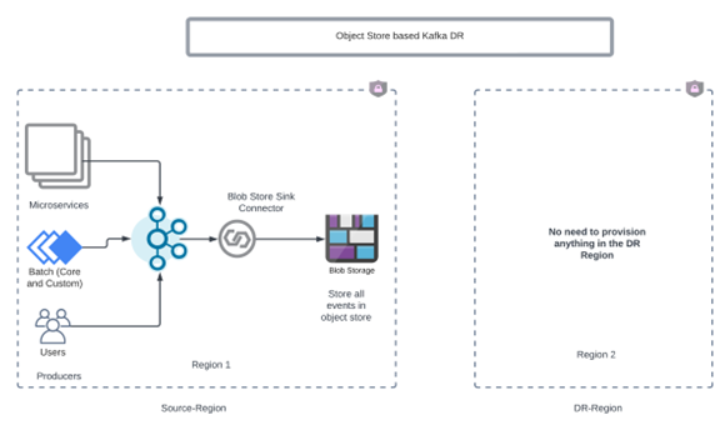 Object Store based Kafka DR
Microservices
Batch (Core
and Custom)
Users
Producers
Blob Store Sink
Connector
Blob Storage
Store all
events in
object store
Region 1
Source-Region
No need to provision
anything in the DR
Region
Region 2
DR-Region